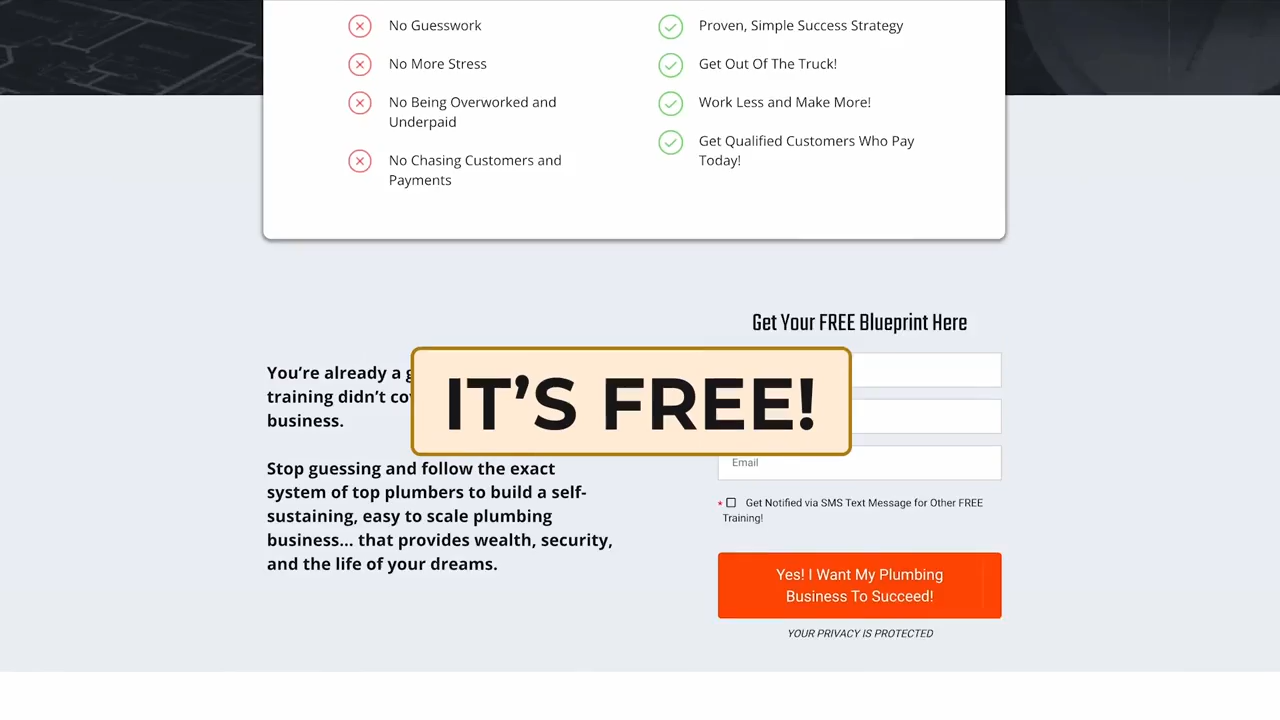 No Guesswork
No More Stress
No Being Overworked and
Underpaid
No Chasing Customers and
Payments
Proven, Simple Success Strategy
Get Out Of The Truck!
Work Less and Make More!
Get Qualified Customers Who Pay
Today!
You’re already a
training didn’t
business.
Stop guessing and follow the exact
system of top plumbers to build a self-
sustaining, easy to scale plumbing
business... that provides wealth, security,
and the life of your dreams.
IT’S FREE!
Get Your FREE Blueprint Here
Email
* Get Notified via SMS Text Message for Other FREE
Training!
Yes! I Want My Plumbing
Business To Succeed!
YOUR PRIVACY IS PROTECTED